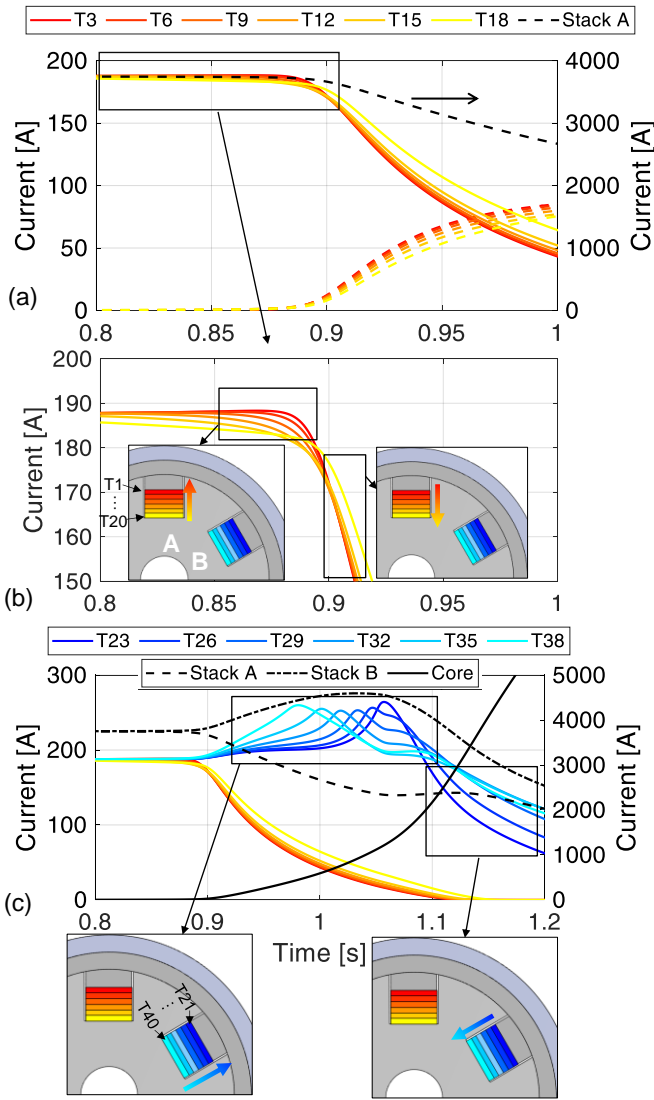 T3 T6 T9 T12 T15 T18 Stack A
200
150
100
50
0
Current [A]
4000
3000
2000
1000
0
Current [A]
(a)
0.8 0.85 0.9 0.95 1
200
190
180
170
160
150
Current [A]
T1
...
T20
A
B
(b)
0.8 0.85 0.9 0.95 1
T23 T26 T29 T32 T35 T38
Stack A Stack B Core
300
200
100
0
Current [A]
5000
4000
3000
2000
1000
0
Current [A]
(c)
0.8 0.9 1 1.1 1.2
Time [s]
T21
...
T40